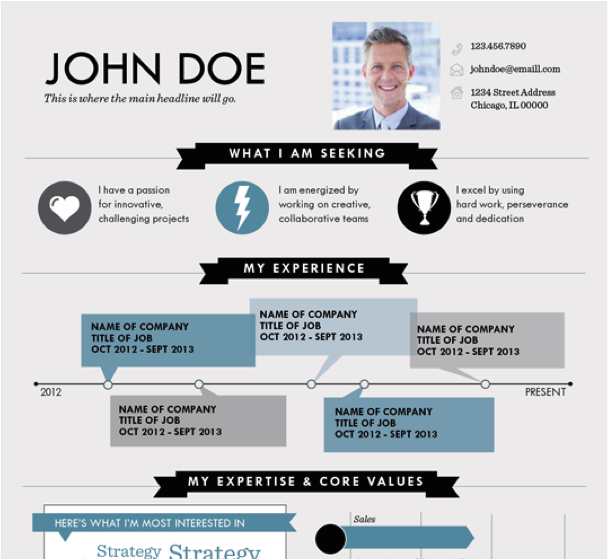 JOHN DOE
This is where the main headline will go.
123.456.7890
johndoe@emaill.com
1234 Street Address
Chicago, IL 00000
WHAT I AM SEEKING
I have a passion
for innovative,
challenging projects
I am energized by
working on creative,
collaborative teams
I excel by using
hard work, perseverance
and dedication
MY EXPERIENCE
NAME OF COMPANY
TITLE OF JOB
OCT 2012 - SEPT 2013
NAME OF COMPANY
TITLE OF JOB
OCT 2012 - SEPT 2013
NAME OF COMPANY
TITLE OF JOB
OCT 2012 - SEPT 2013
2012
PRESENT
NAME OF COMPANY
TITLE OF JOB
OCT 2012 - SEPT 2013
NAME OF COMPANY
TITLE OF JOB
OCT 2012 - SEPT 2013
MY EXPERTISE & CORE VALUES
HERE'S WHAT I'M MOST INTERESTED IN
Strategy Strategy
Sales